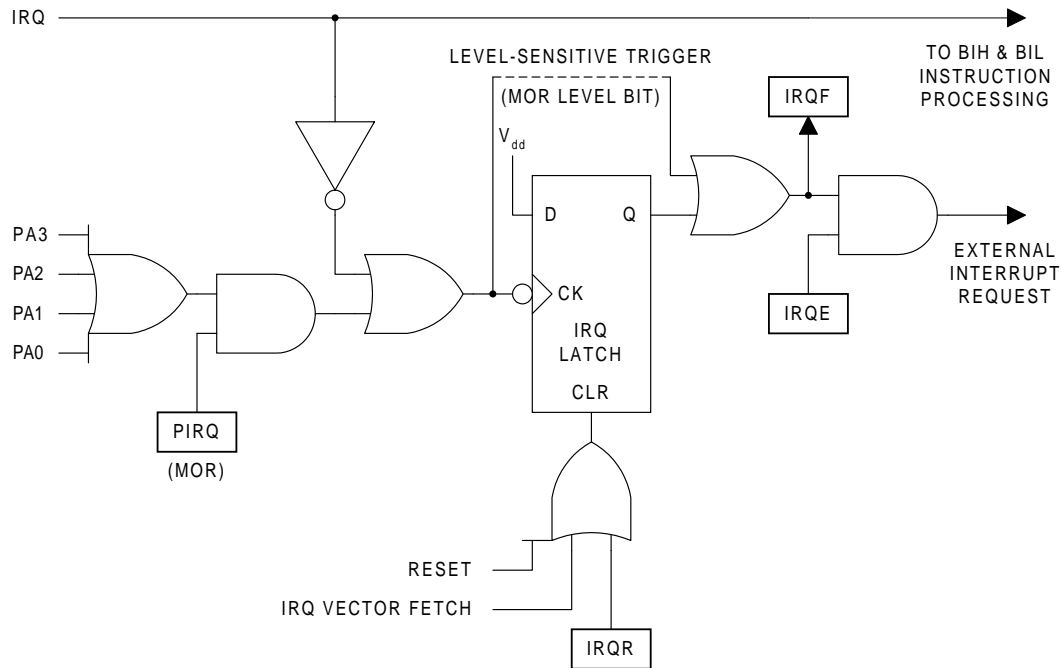 IRQ
TO BIH & BIL
INSTRUCTION
PROCESSING
LEVEL-SENSITIVE TRIGGER
(MOR LEVEL BIT)
IRQF
Vdd
D
Q
PA3
PA2
PA1
PA0
CK
IRQ
LATCH
CLR
EXTERNAL
INTERRUPT
REQUEST
IRQE
PIRQ
(MOR)
RESET
IRQ VECTOR FETCH
IRQR